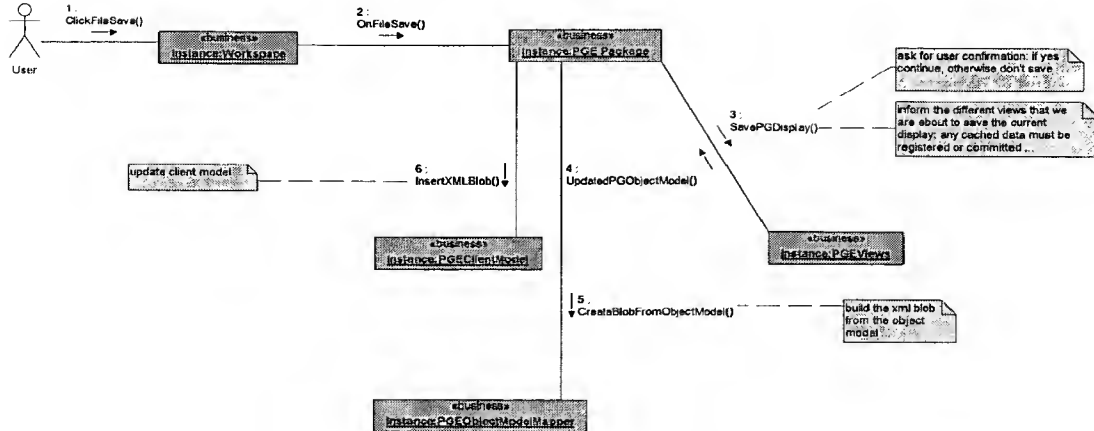 1 :
ClickFileSave()
2 :
OnFileSave()
User
«business»
Instance:Workspace
«business»
Instance:PGE Package
ask for user confirmation: if yes
continue, otherwise don't save
3 :
SavePGDisplay()
inform the different views that we
are about to save the current
display; any cached data must be
registered or committed ...
update client model
6 :
InsertXMLBlob()
4 :
UpdatedPGObjectModel()
«business»
Instance:PGEClientModel
«business»
Instance:PGEViews
5 :
CreateBlobFromObjectModel()
build the xml blob
from the object
model
«business»
Instance:PGEObjectModelMapper